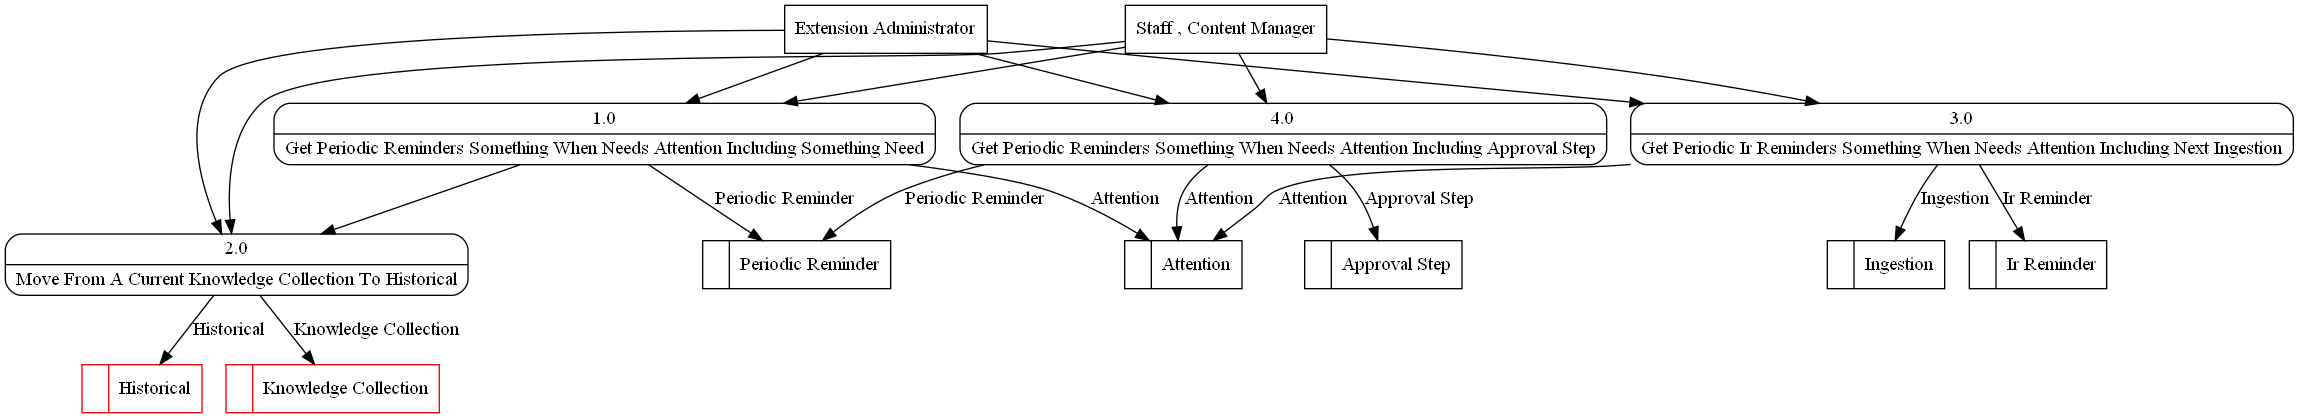 Extension Administrator
Staff , Content Manager
1.0
Get Periodic Reminders Something When Needs Attention Including Something Need
4.0
Get Periodic Reminders Something When Needs Attention Including Approval Step
3.0
Get Periodic Ir Reminders Something When Needs Attention Including Next Ingestion
Periodic Reminder
Periodic Reminder
Attention
Attention
Attention
Approval Step
Ingestion
Ir Reminder
2.0
Move From A Current Knowledge Collection To Historical
Periodic Reminder
Attention
Approval Step
Ingestion
Ir Reminder
Historical
Knowledge Collection
Historical
Knowledge Collection